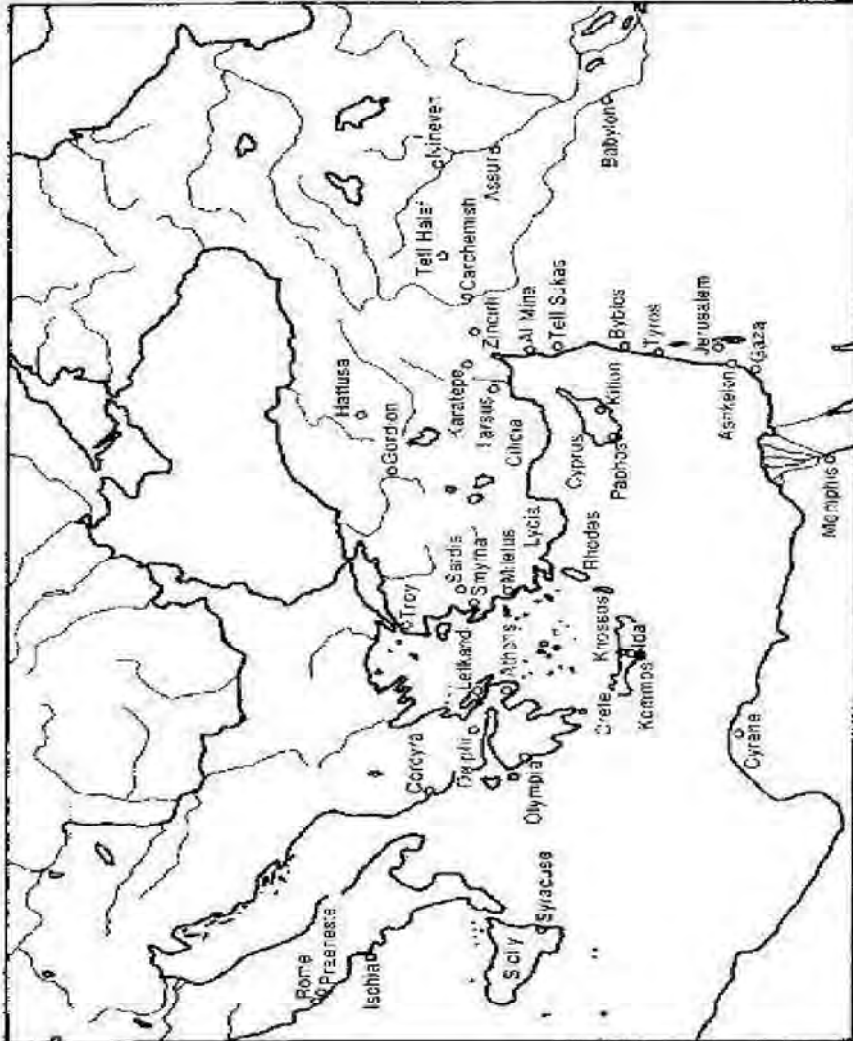 Rome
Praeneste
Ischia
Sicily
Syracuse
Corcyra
Delphi
Olympia
Lefkandi
Athens
Troy
Sardis
Smyrna
Miletus
Lycia
Rhodes
Crete
Knossus
Ida
Kommos
Cyrene
Gordion
Hattusa
Karatepe
Tarsus
Cilicia
Zincirli
Cyprus
Paphos
Kition
Tell Halaf
Carchemish
Nineveh
Assur
Babylon
Al Mina
Tell Sukas
Byblos
Tyros
Jerusalem
Ashkelon
Gaza
Memphis